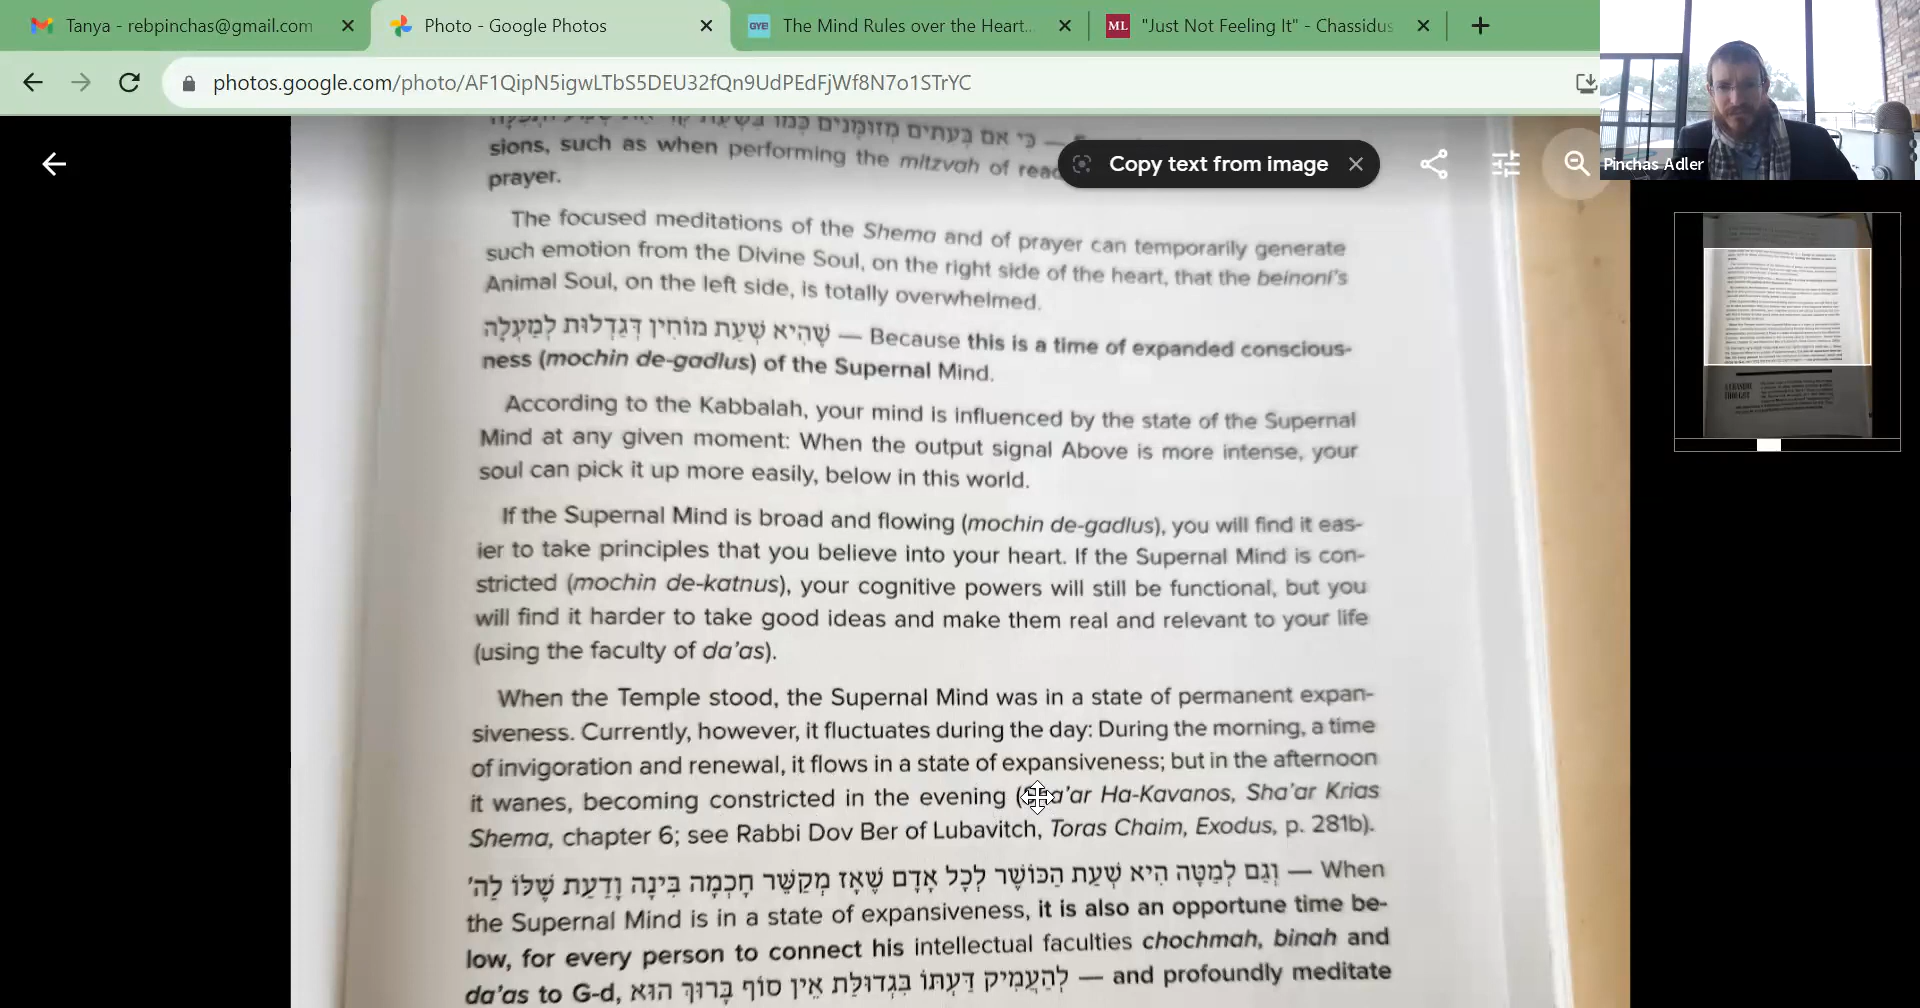 Tanya - rebpinchas@gmail.com
Photo - Google Photos
GYE The Mind Rules over the Heart...
ML "Just Not Feeling It" - Chassidus
photos.google.com/photo/AF1QipN5igwLTbS5DEU32fQn9UdPEdFjWf8N7o1STrYC
Copy text from image
Pinchas Adler
כִּי אִם בְּעִתִּים מְזוּמָּנִים כְּמוֹ בִּשְׁעַת —
sions, such as when performing the mitzvah of
prayer.
The focused meditations of the Shema and of prayer can temporarily generate
such emotion from the Divine Soul, on the right side of the heart, that the beinoni's
Animal Soul, on the left side, is totally overwhelmed.
שֶׁהִיא שְׁעַת מוֹחִין דְּגַדְלוּת לְמַעְלָה — Because this is a time of expanded conscious-
ness (mochin de-gadlus) of the Supernal Mind.
According to the Kabbalah, your mind is influenced by the state of the Supernal
Mind at any given moment: When the output signal Above is more intense, your
soul can pick it up more easily, below in this world.
If the Supernal Mind is broad and flowing (mochin de-gadlus), you will find it eas-
ier to take principles that you believe into your heart. If the Supernal Mind is con-
stricted (mochin de-katnus), your cognitive powers will still be functional, but you
will find it harder to take good ideas and make them real and relevant to your life
(using the faculty of da'as).
When the Temple stood, the Supernal Mind was in a state of permanent expan-
siveness. Currently, however, it fluctuates during the day: During the morning, a time
of invigoration and renewal, it flows in a state of expansiveness; but in the afternoon
it wanes, becoming constricted in the evening ( a'ar Ha-Kavanos, Sha'ar Krias
Shema, chapter 6; see Rabbi Dov Ber of Lubavitch, Toras Chaim, Exodus, p. 281b).
וְגַם לְמַטָּה הִיא שְׁעַת הַכּוֹשֶׁר לְכָל אָדָם שֶׁאָז מְקַשֵּׁר חָכְמָה בִּינָה וָדַעַת שֶׁלּוֹ לַה' — When
the Supernal Mind is in a state of expansiveness, it is also an opportune time be-
low, for every person to connect his intellectual faculties chochmah, binah and
da'as to G-d, לְהַעֲמִיק דַּעְתּוֹ בִּגְדוּלַּת אֵין סוֹף בָּרוּךְ הוּא — and profoundly meditate